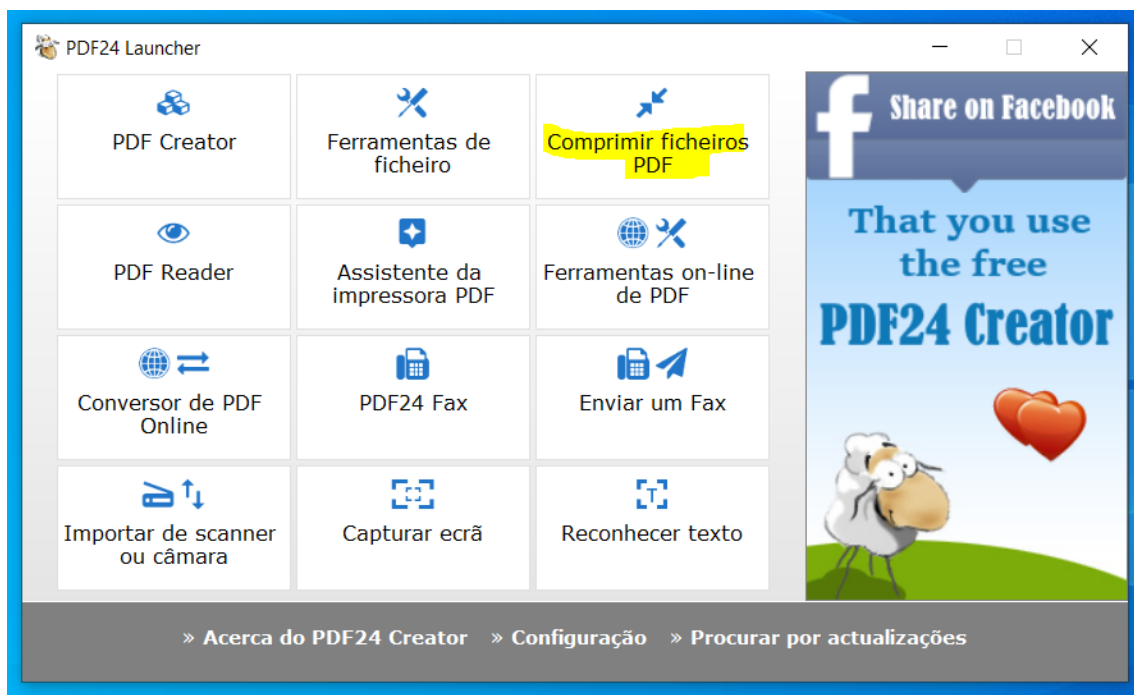 PDF24 Launcher
PDF Creator
Ferramentas de
ficheiro
Comprimir ficheiros
PDF
PDF Reader
Assistente da
impressora PDF
Ferramentas on-line
de PDF
Conversor de PDF
Online
PDF24 Fax
Enviar um Fax
Importar de scanner
ou câmara
Capturar ecrã
T
Reconhecer texto
f Share on Facebook
That you use
the free
PDF24 Creator
» Acerca do PDF24 Creator » Configuração » Procurar por actualizações